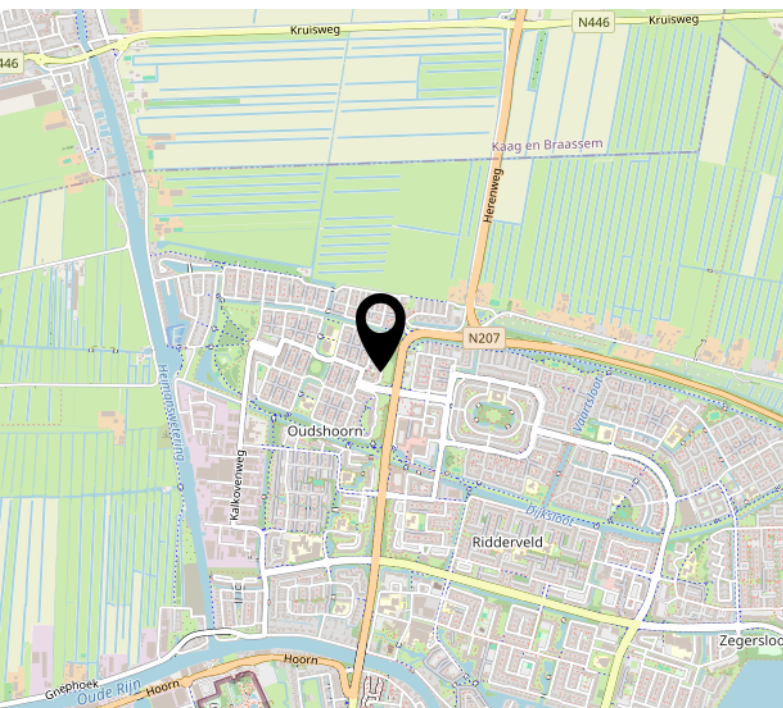 Kruisweg
N446
Kruisweg
446
Kaag en Braassem
Herenweg
N207
Heimanswetering
Vaartsloot
Oudshoorn
Kalkovenweg
Dijksloot
Ridderveld
Zegersloo
Hoorn
Gnephoek
Oude Rijn
Hoorn